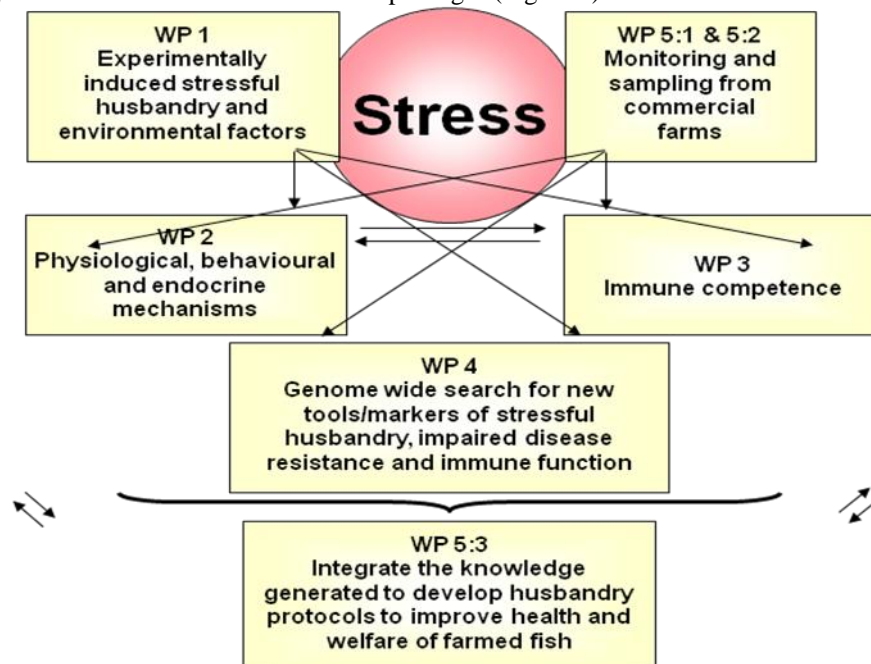 WP 1
Experimentally
induced stressful
husbandry and
environmental factors
Stress
WP 5:1 & 5:2
Monitoring and
sampling from
commercial
farms
WP 2
Physiological, behavioural
and endocrine
mechanisms
WP 3
Immune competence
WP 4
Genome wide search for new
tools/markers of stressful
husbandry, impaired disease
resistance and immune function
WP 5:3
Integrate the knowledge
generated to develop husbandry
protocols to improve health and
welfare of farmed fish